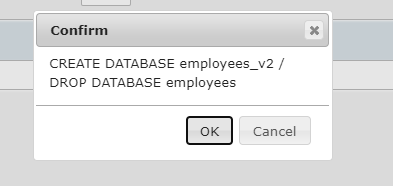 Confirm
CREATE DATABASE employees_v2 /
DROP DATABASE employees
OK
Cancel